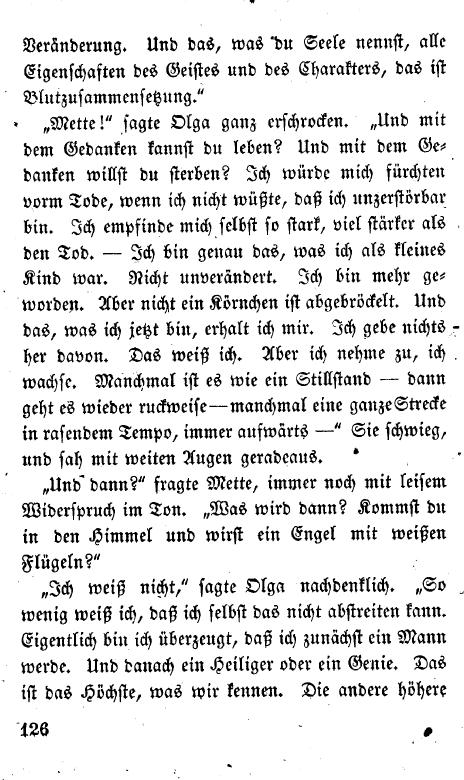 Veränderung. Und das, was du Seele nennst, alle
Eigenschaften des Geistes und des Charakters, das ist
Blutzusammensetzung.“
„Mette!“ sagte Olga ganz erschrocken. „Und mit
dem Gedanken kannst du leben? Und mit dem Ge-
danken willst du sterben? Ich würde mich fürchten
vorm Tode, wenn ich nicht wüßte, daß ich unzerstörbar
bin. Ich empfinde mich selbst so stark, viel stärker als
den Tod. — Ich bin genau das, was ich als kleines
Kind war. Nicht unverändert. Ich bin mehr ge-
worden. Aber nicht ein Körnchen ist abgebröckelt. Und
das, was ich jetzt bin, erhalt ich mir. Ich gebe nichts
her davon. Das weiß ich. Aber ich nehme zu, ich
wachse. Manchmal ist es wie ein Stillstand — dann
geht es wieder ruckweise — manchmal eine ganze Strecke
in rasendem Tempo, immer aufwärts —“ Sie schwieg,
und sah mit weiten Augen geradeaus.
„Und dann?“ fragte Mette, immer noch mit leisem
Widerspruch im Ton. „Was wird dann? Kommst du
in den Himmel und wirst ein Engel mit weißen
Flügeln?“
„Ich weiß nicht,“ sagte Olga nachdenklich. „So
wenig weiß ich, daß ich selbst das nicht abstreiten kann.
Eigentlich bin ich überzeugt, daß ich zunächst ein Mann
werde. Und danach ein Heiliger oder ein Genie. Das
ist das Höchste, was wir kennen. Die andere höhere
126